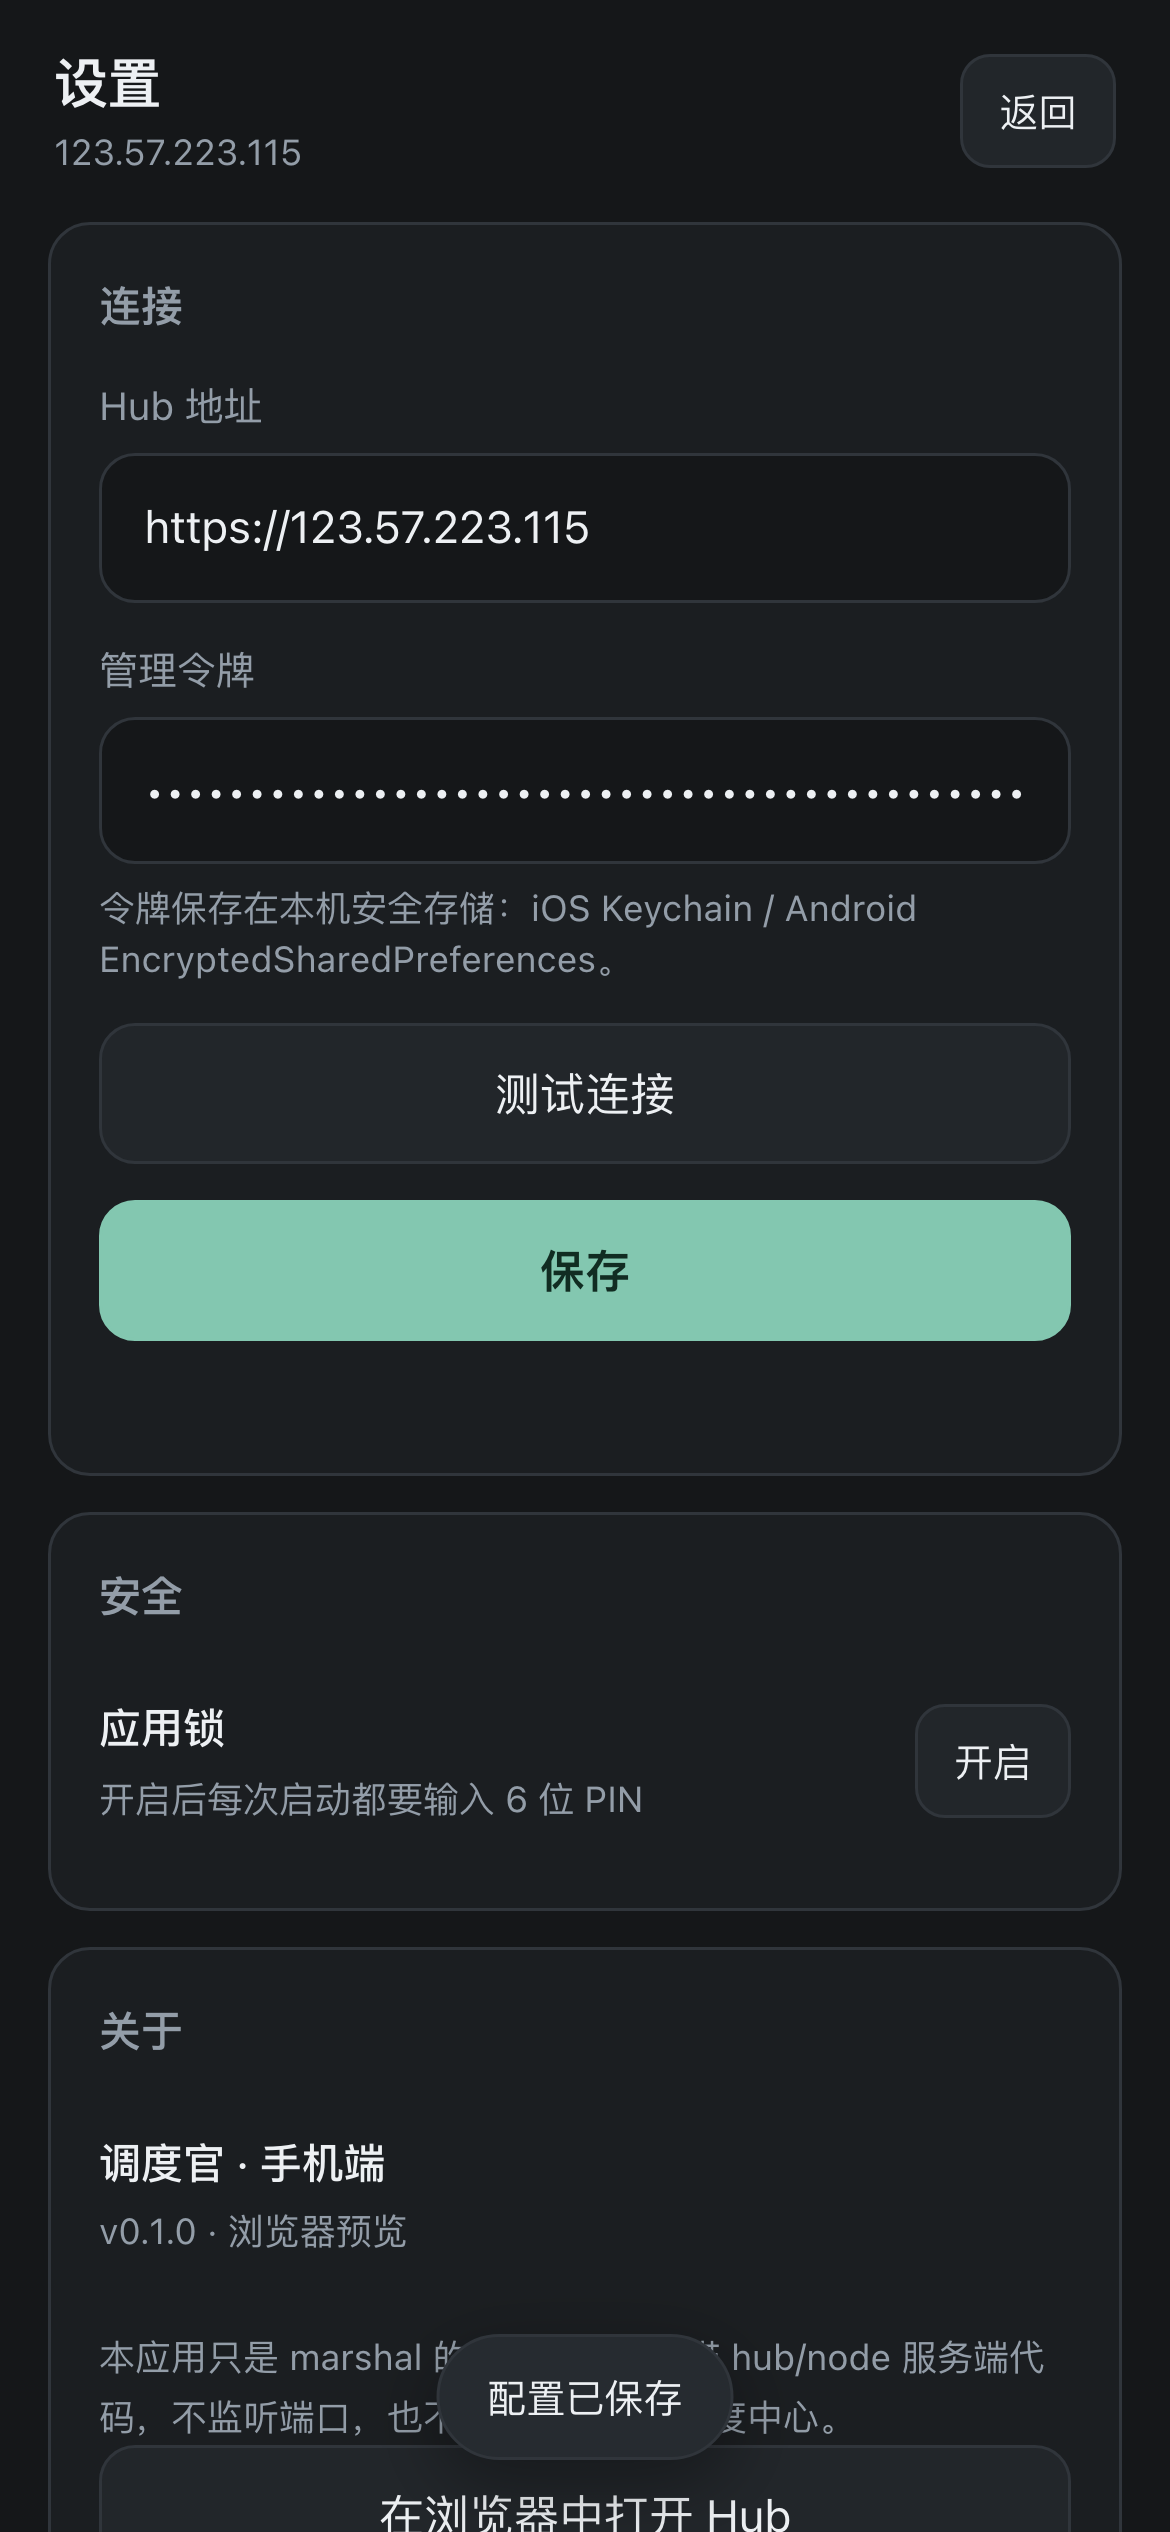 设置
123.57.223.115
返回
连接
Hub 地址
https://123.57.223.115
管理令牌
••••••••••••••••••••••••••••••••••••••••••• 
令牌保存在本机安全存储：iOS Keychain / Android
EncryptedSharedPreferences。
测试连接
保存
安全
应用锁
开启后每次启动都要输入 6 位 PIN
开启
关于
调度官 · 手机端
v0.1.0 · 浏览器预览
本应用只是 marshal 的 hub/node 服务端代
码，不监听端口，也不 度中心。
配置已保存
在浏览器中打开 Hub